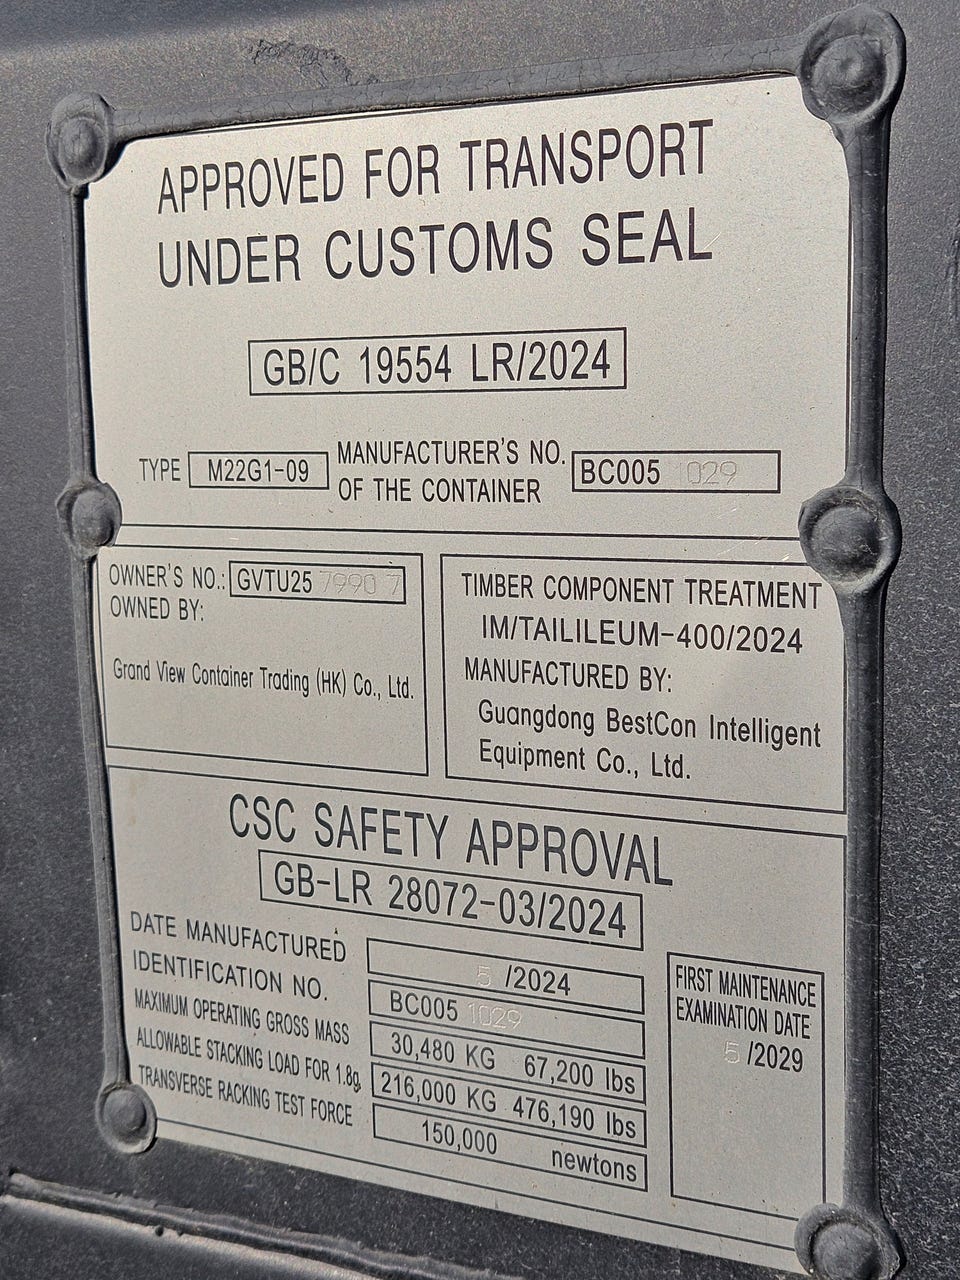 APPROVED FOR TRANSPORT
UNDER CUSTOMS SEAL
GB/C 19554 LR/2024
TYPE M22G1-09
MANUFACTURER'S NO.
OF THE CONTAINER
BC005 1029
OWNER'S NO.: GVTU25 7990 7
OWNED BY:
Grand View Container Trading (HK) Co., Ltd.
TIMBER COMPONENT TREATMENT
IM/TAILILEUM-400/2024
MANUFACTURED BY:
Guangdong BestCon Intelligent
Equipment Co., Ltd.
CSC SAFETY APPROVAL
GB-LR 28072-03/2024
DATE MANUFACTURED 5 /2024
IDENTIFICATION NO. BC005 1029
MAXIMUM OPERATING GROSS MASS 30,480 KG 67,200 lbs
ALLOWABLE STACKING LOAD FOR 1.8g 216,000 KG 476,190 lbs
TRANSVERSE RACKING TEST FORCE 150,000 newtons
FIRST MAINTENANCE
EXAMINATION DATE
5 /2029